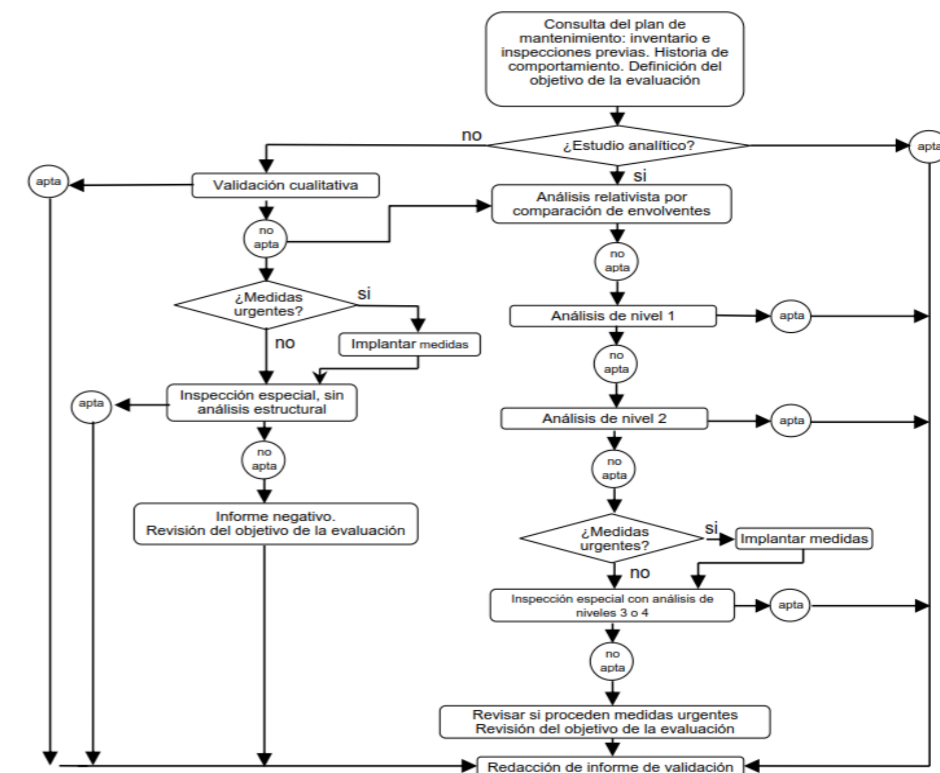 Consulta del plan de
mantenimiento: inventario e
inspecciones previas. Historia de
comportamiento. Definición del
objetivo de la evaluación
no
¿Estudio analítico?
apta
si
apta
Validación cualitativa
Análisis relativista por
comparación de envolventes
no
apta
no
apta
¿Medidas
urgentes?
si
Análisis de nivel 1
apta
no
Implantar medidas
no
apta
Inspección especial, sin
análisis estructural
apta
Análisis de nivel 2
apta
no
apta
no
apta
Informe negativo.
Revisión del objetivo de la evaluación
¿Medidas
urgentes?
si
Implantar medidas
no
Inspección especial con análisis de
niveles 3 o 4
apta
no
apta
Revisar si proceden medidas urgentes
Revisión del objetivo de la evaluación
Redacción de informe de validación